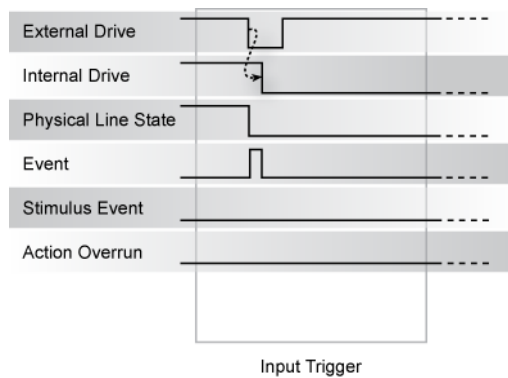 External Drive
Internal Drive
Physical Line State
Event
Stimulus Event
Action Overrun
Input Trigger